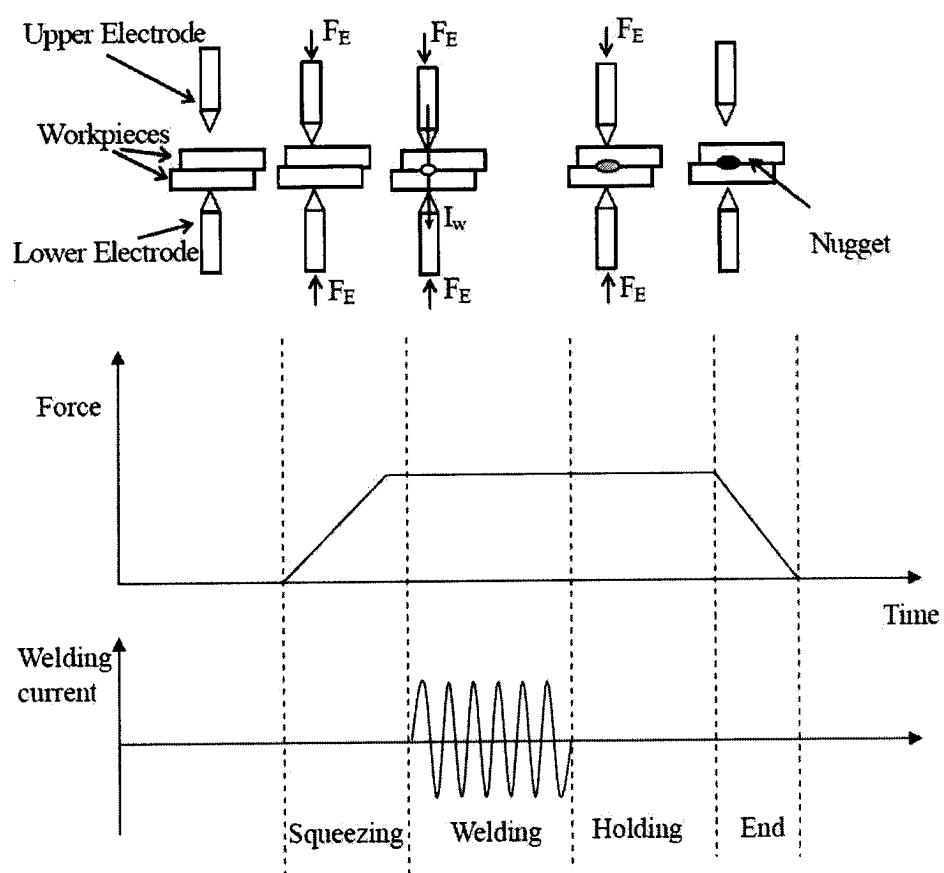 Upper Electrode
F_E
F_E
F_E
Workpieces
I_w
Lower Electrode
Nugget
F_E
F_E
F_E
Force
Time
Welding
current
Squeezing
Welding
Holding
End